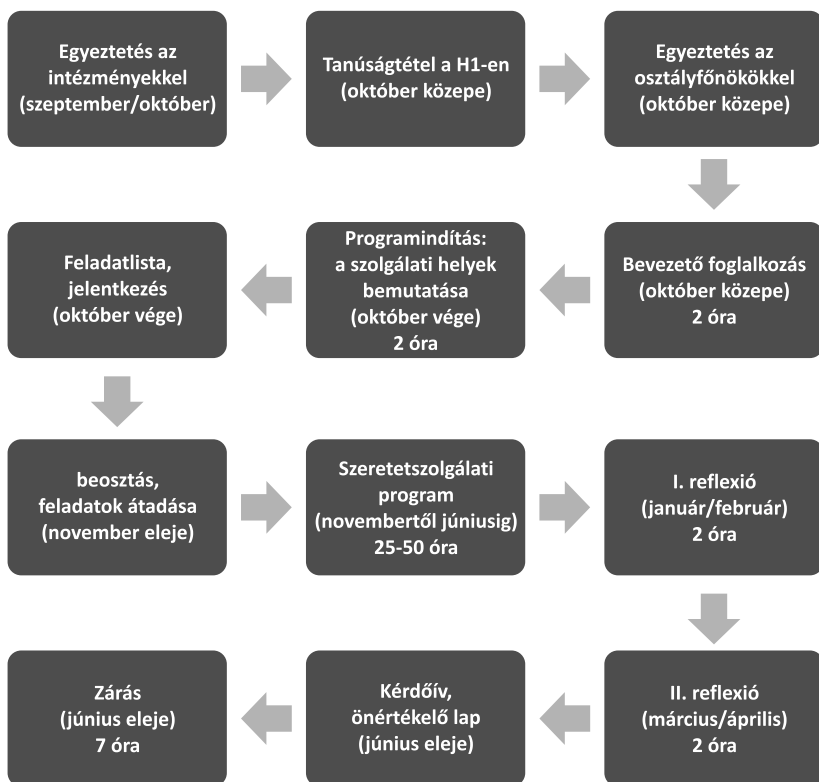 Egyeztetés az
intézményekkel
(szeptember/október)
Tanúságtétel a H1-en
(október közepe)
Egyeztetés az
osztályfőnökökkel
(október közepe)
Bevezető foglalkozás
(október közepe)
2 óra
Programindítás:
a szolgálati helyek
bemutatása
(október vége)
2 óra
Feladatlista,
jelentkezés
(október vége)
beosztás,
feladatok átadása
(november eleje)
Szeretetszolgálati
program
(novembertől júniusig)
25-50 óra
I. reflexió
(január/február)
2 óra
II. reflexió
(március/április)
2 óra
Kérdőív,
önértékelő lap
(június eleje)
Zárás
(június eleje)
7 óra